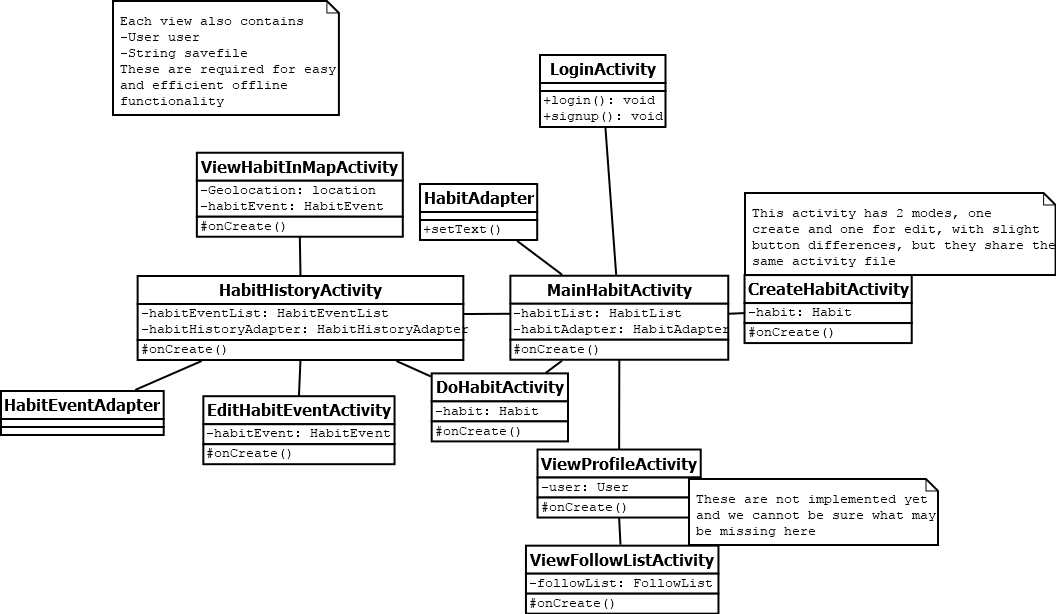 Each view also contains
-User user
-String savefile
These are required for easy
and efficient offline
functionality
LoginActivity
+login(): void
+signup(): void
ViewHabitInMapActivity
-Geolocation: location
-habitEvent: HabitEvent
#onCreate()
HabitAdapter
+setText()
This activity has 2 modes, one
create and one for edit, with slight
button differences, but they share the
same activity file
HabitHistoryActivity
-habitEventList: HabitEventList
-habitHistoryAdapter: HabitHistoryAdapter
#onCreate()
MainHabitActivity
-habitList: HabitList
-habitAdapter: HabitAdapter
#onCreate()
CreateHabitActivity
-habit: Habit
#onCreate()
HabitEventAdapter
EditHabitEventActivity
-habitEvent: HabitEvent
#onCreate()
DoHabitActivity
-habit: Habit
#onCreate()
ViewProfileActivity
-user: User
#onCreate()
These are not implemented yet
and we cannot be sure what may
be missing here
ViewFollowListActivity
-followList: FollowList
#onCreate()